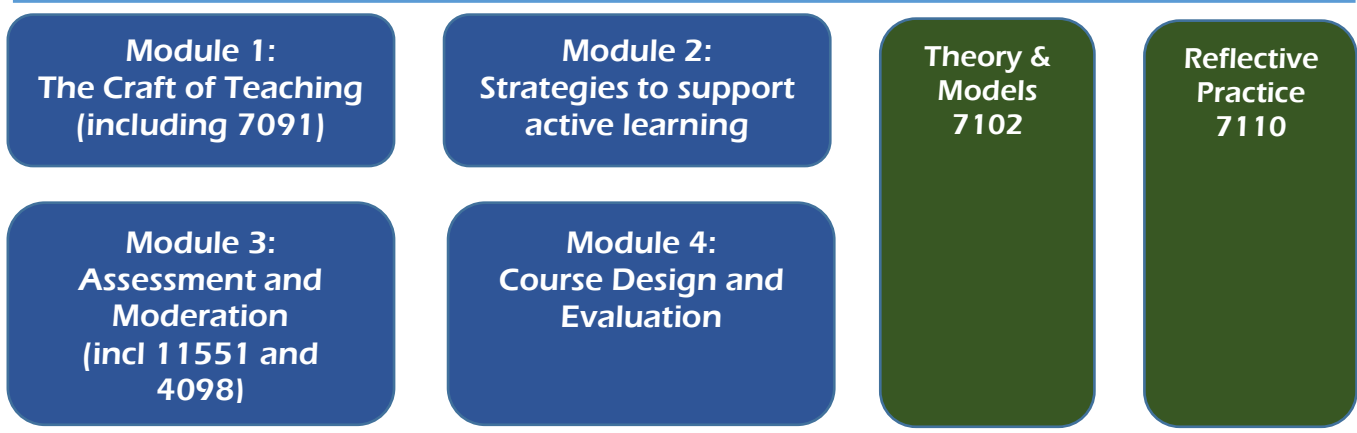 Module 1:
The Craft of Teaching
(including 7091)
Module 2:
Strategies to support
active learning
Theory &
Models
7102
Reflective
Practice
7110
Module 3:
Assessment and
Moderation
(incl 11551 and
4098)
Module 4:
Course Design and
Evaluation